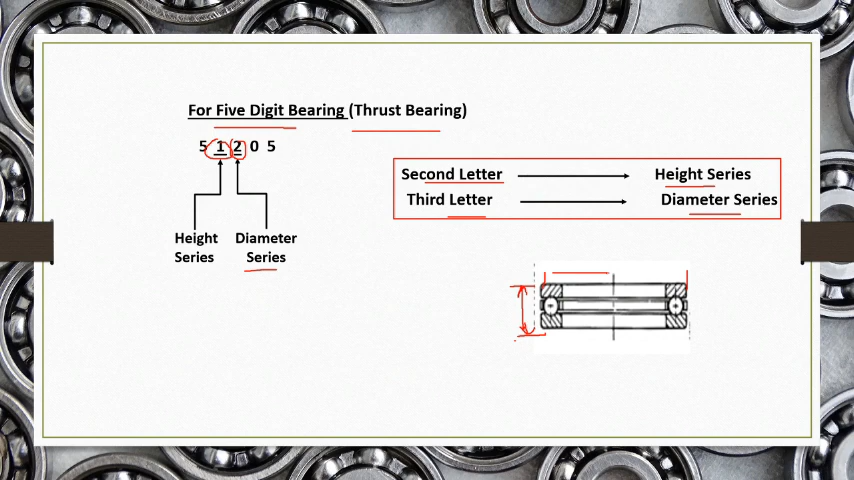 For Five Digit Bearing (Thrust Bearing)
5 1 2 0 5
Second Letter Height Series
Third Letter Diameter Series
Height Series
Diameter Series